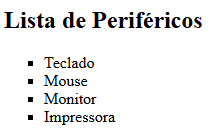 Lista de Periféricos
Teclado
Mouse
Monitor
Impressora